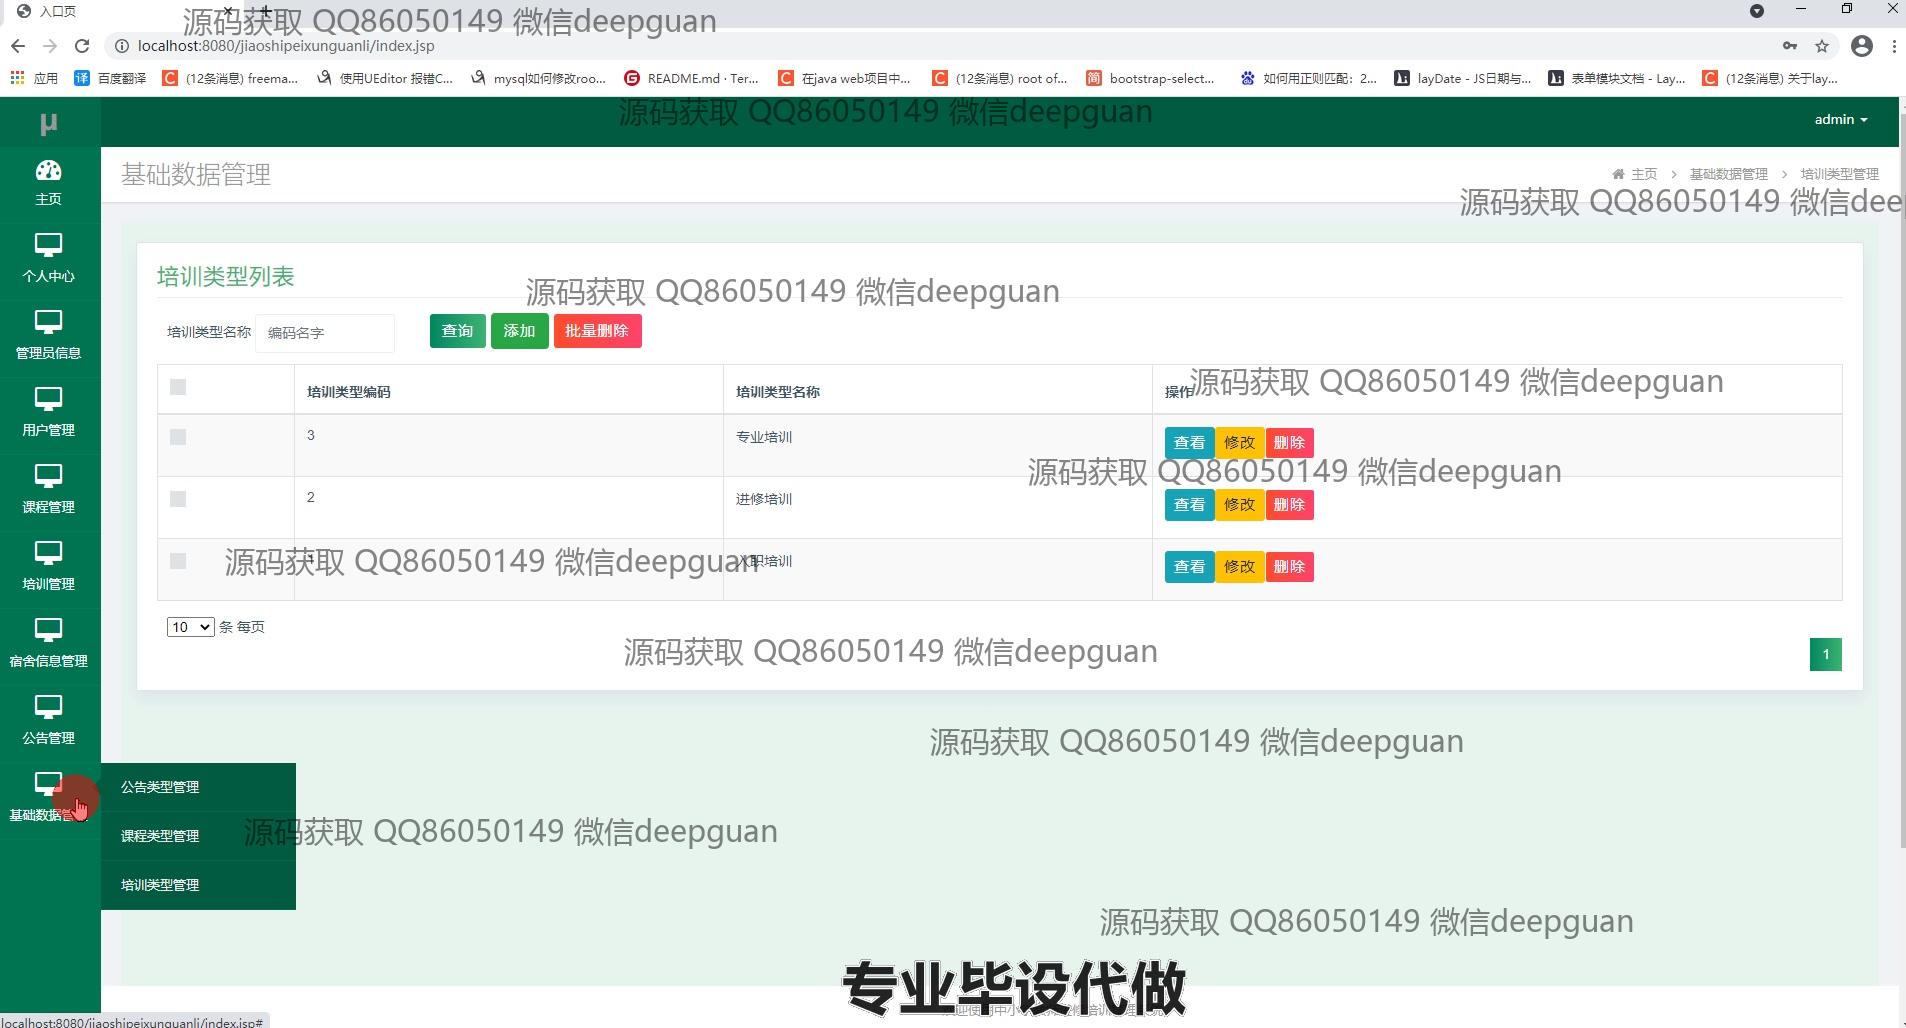 入口页
源码获取 QQ86050149 微信deepguan
localhost:8080/jiaoshipeixunguanli/index.jsp
应用
百度翻译
(12条消息) freema...
使用UEditor 报错C...
mysql如何修改roo...
README.md · Ter...
在java web项目中...
(12条消息) root of...
bootstrap-select...
如何用正则匹配：2...
layDate - JS日期与...
表单模块文档 - Lay...
(12条消息) 关于lay...
μ
源码获取 QQ86050149 微信deepguan
admin
主页
基础数据管理
主页 > 基础数据管理 > 培训类型管理
源码获取 QQ86050149 微信dee
个人中心
培训类型列表
源码获取 QQ86050149 微信deepguan
管理员信息
培训类型名称 编码名字 查询 添加 批量删除
培训类型编码 培训类型名称 操作
源码获取 QQ86050149 微信deepguan
用户管理
3 专业培训 查看 修改 删除
源码获取 QQ86050149 微信deepguan
课程管理
2 进修培训 查看 修改 删除
培训管理
源码获取 QQ86050149 微信deepguan
入职培训 查看 修改 删除
10 条 每页
宿舍信息管理
源码获取 QQ86050149 微信deepguan
1
公告管理
源码获取 QQ86050149 微信deepguan
基础数据管
公告类型管理
课程类型管理
源码获取 QQ86050149 微信deepguan
培训类型管理
源码获取 QQ86050149 微信deepguan
专业毕设代做
localhost:8080/jiaoshipeixunguanli/index.jsp#